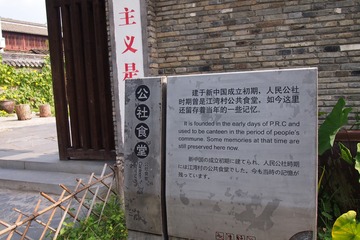 主义是
公社食堂
建于新中国成立初期，人民公社
时期曾是江湾村公共食堂，如今这里
还留存着当年的一些记忆。
It is founded in the early days of P.R.C and
used to be canteen in the period of people's
commune. Some memories at that time are
still preserved here now.
新中国の成立初期に建てられ、人民公社時期
には江湾村の公共食堂でした。今も当時の記憶が
残っています。